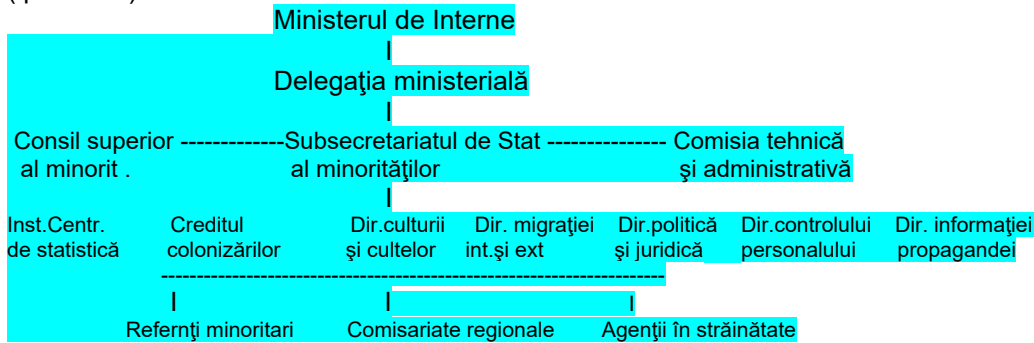 Ministerul de Interne
|
Delegaţia ministerială
|
Consil superior -------------Subsecretariatul de Stat --------------- Comisia tehnică
al minorit . al minorităţilor şi administrativă
|
Inst.Centr. Creditul Dir.culturii Dir. migraţiei Dir.politică Dir.controlului Dir. informaţiei
de statistică colonizărilor şi cultelor int.şi ext şi juridică personalului propagandei
------------------------------------------------------------------------
| | |
Refernţi minoritari Comisariate regionale Agenţii în străinătate